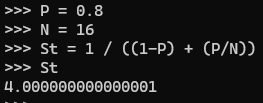 >>> P = 0.8
>>> N = 16
>>> St = 1 / ((1-P) + (P/N))
>>> St
4.000000000000001